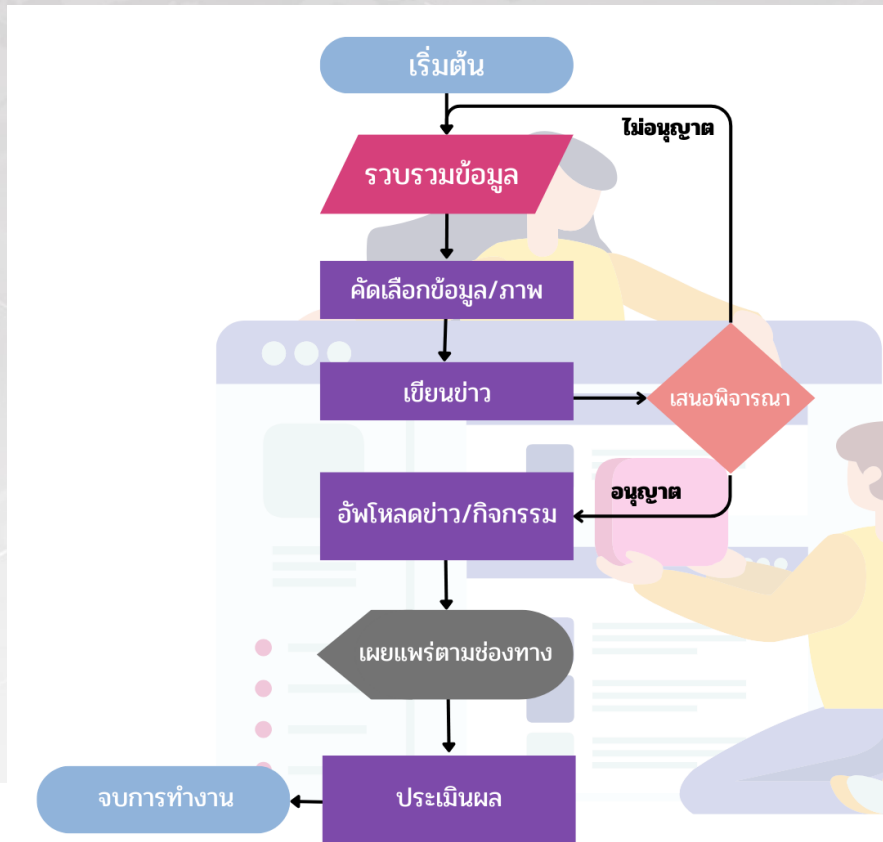 เริ่มต้น
ไม่อนุญาต
รวบรวมข้อมูล
คัดเลือกข้อมูล/ภาพ
เขียนข่าว
เสนอพิจารณา
อนุญาต
อัพโหลดข่าว/กิจกรรม
เผยแพร่ตามช่องทาง
ประเมินผล
จบการทำงาน